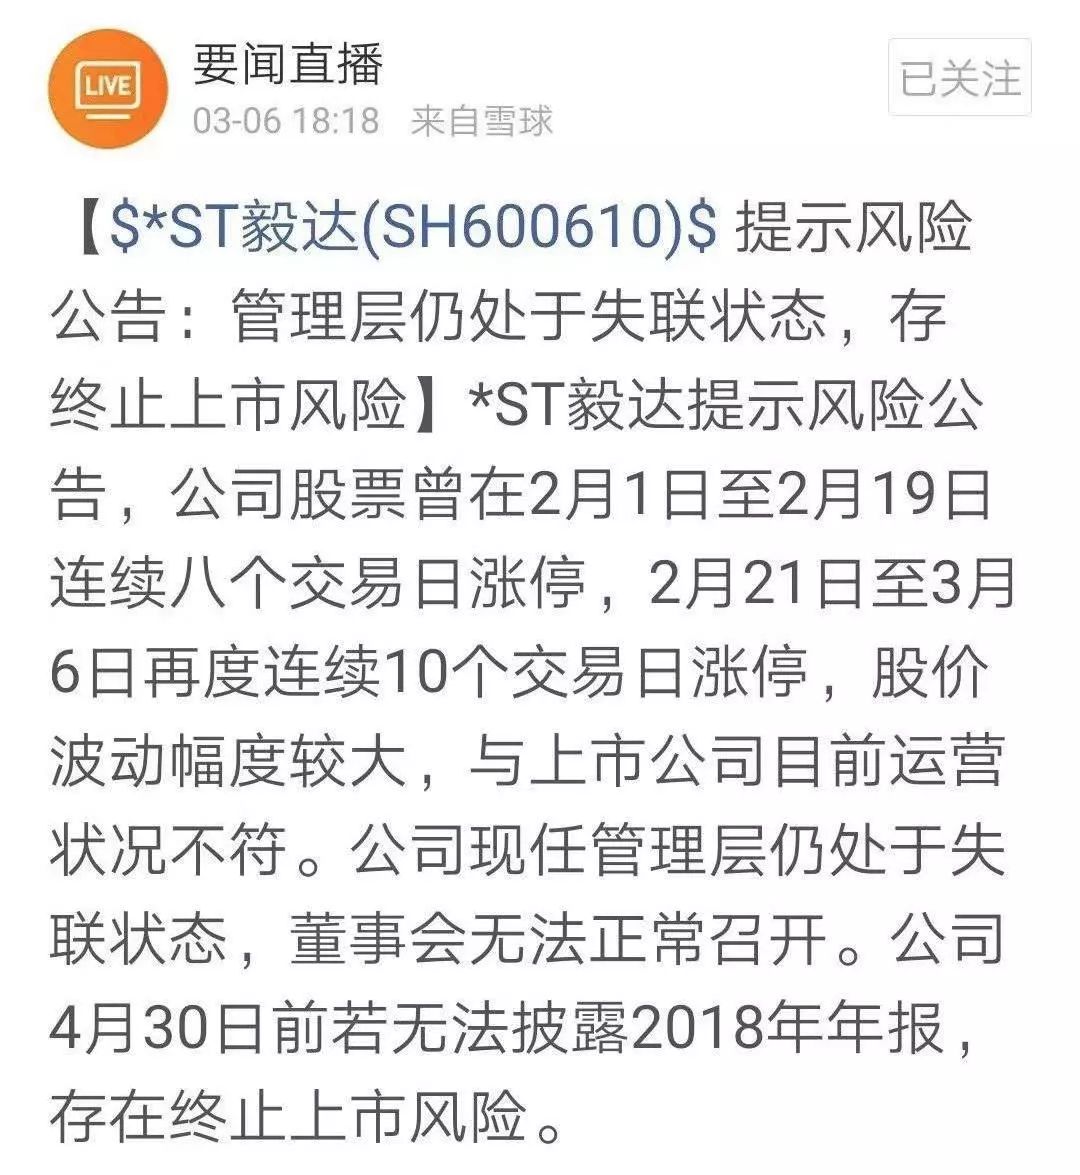 LIVE
要闻直播
已关注
03-06 18:18 来自雪球
【$*ST毅达(SH600610)$ 提示风险
公告：管理层仍处于失联状态，存
终止上市风险】*ST毅达提示风险公
告，公司股票曾在2月1日至2月19日
连续八个交易日涨停，2月21日至3月
6日再度连续10个交易日涨停，股价
波动幅度较大，与上市公司目前运营
状况不符。公司现任管理层仍处于失
联状态，董事会无法正常召开。公司
4月30日前若无法披露2018年年报，
存在终止上市风险。